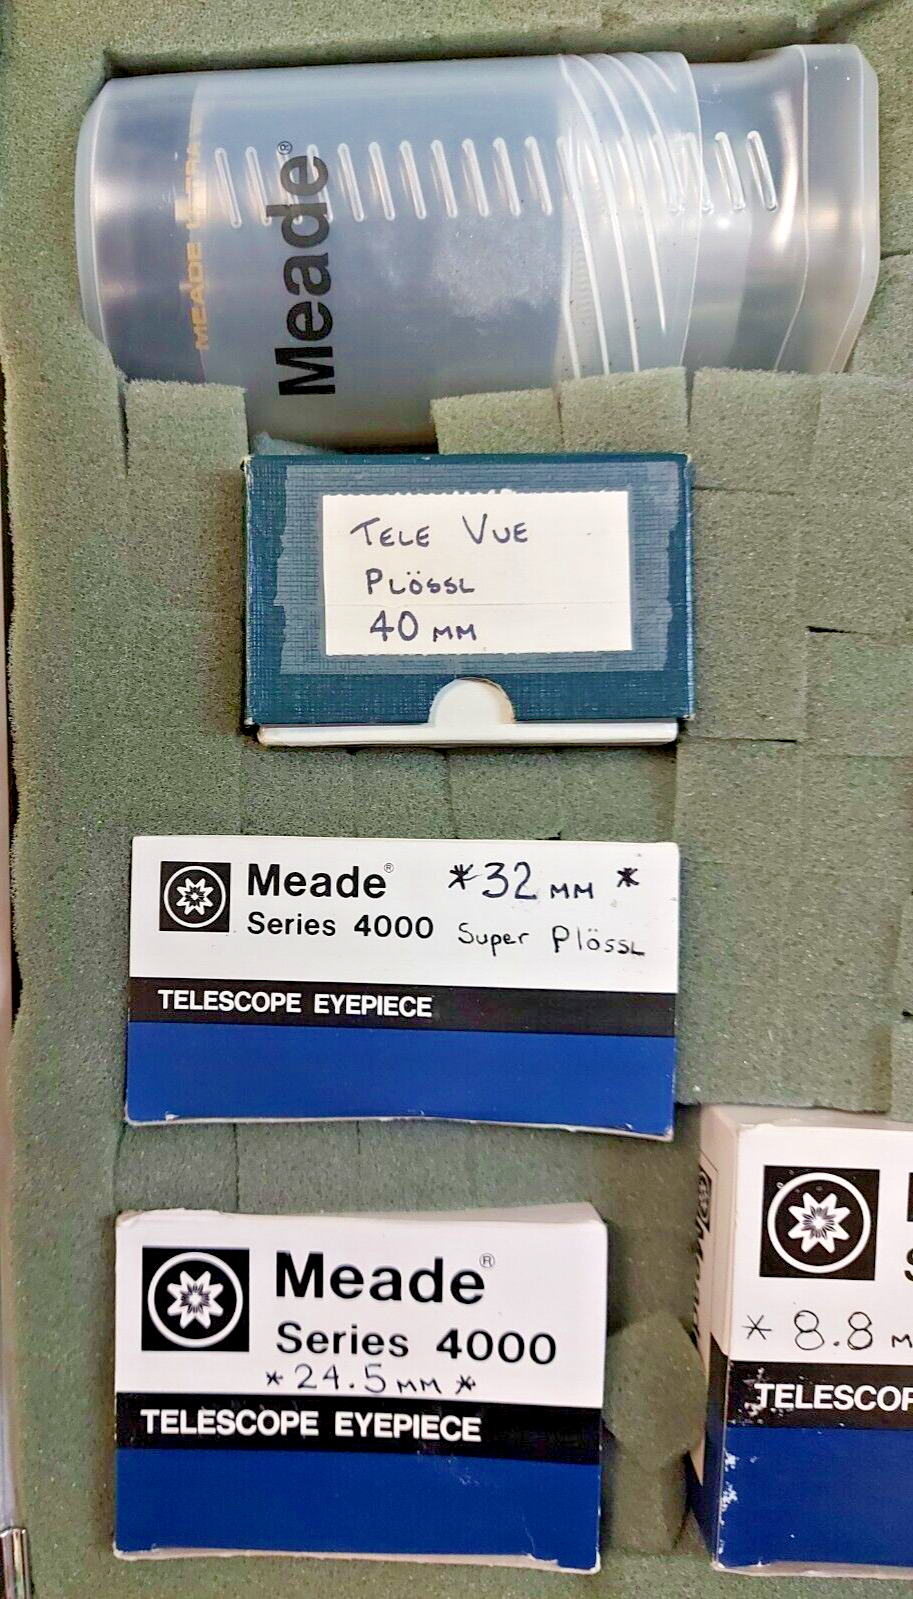 MEADE ULTRA
Meade®
TELE VUE
PLÖSSL
40 MM
Meade® *32 MM *
Series 4000 Super PlössL
TELESCOPE EYEPIECE
Meade®
Series 4000
* 24.5 MM *
TELESCOPE EYEPIECE
* 8.8 M
TELESCOP